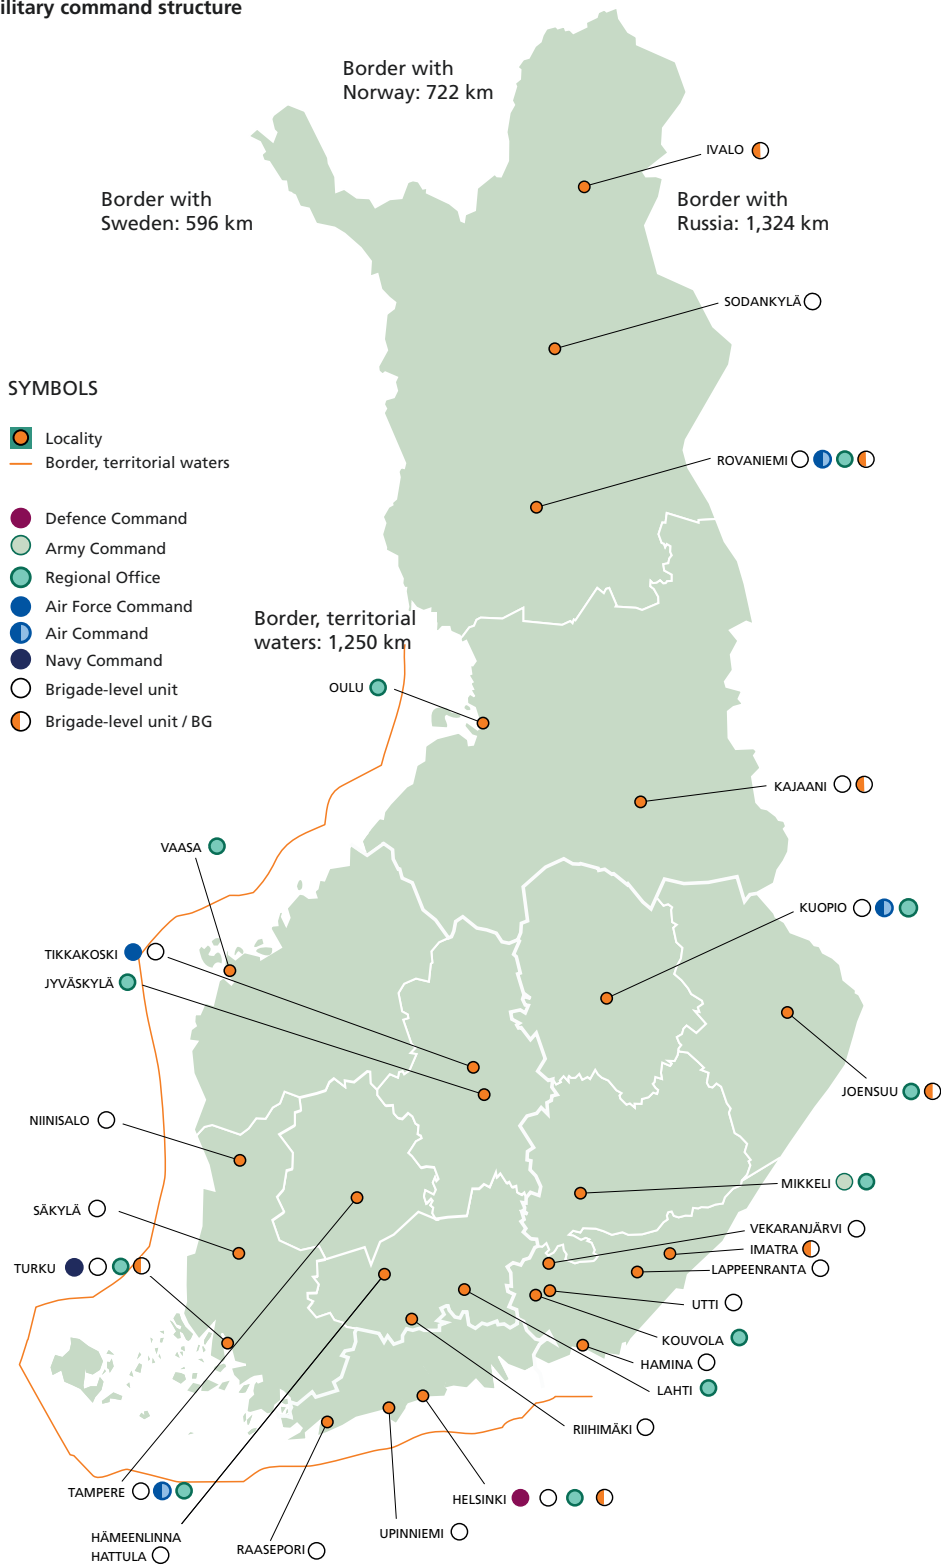 ilitary command structure
Border with
Norway: 722 km
IVALO
Border with
Sweden: 596 km
Border with
Russia: 1,324 km
SODANKYLÄ
SYMBOLS
Locality
Border, territorial waters
Defence Command
Army Command
Regional Office
Air Force Command
Air Command
Navy Command
Brigade-level unit
Brigade-level unit / BG
ROVANIEMI
Border, territorial
waters: 1,250 km
OULU
KAJAANI
VAASA
KUOPIO
TIKKAKOSKI
JYVÄSKYLÄ
JOENSUU
NIINISALO
MIKKELI
SÄKYLÄ
VEKARANJÄRVI
IMATRA
TURKU
LAPPEENRANTA
UTTI
KOUVOLA
HAMINA
LAHTI
RIIHIMÄKI
TAMPERE
HELSINKI
HÄMEENLINNA
HATTULA
RAASEPORI
UPINNIEMI